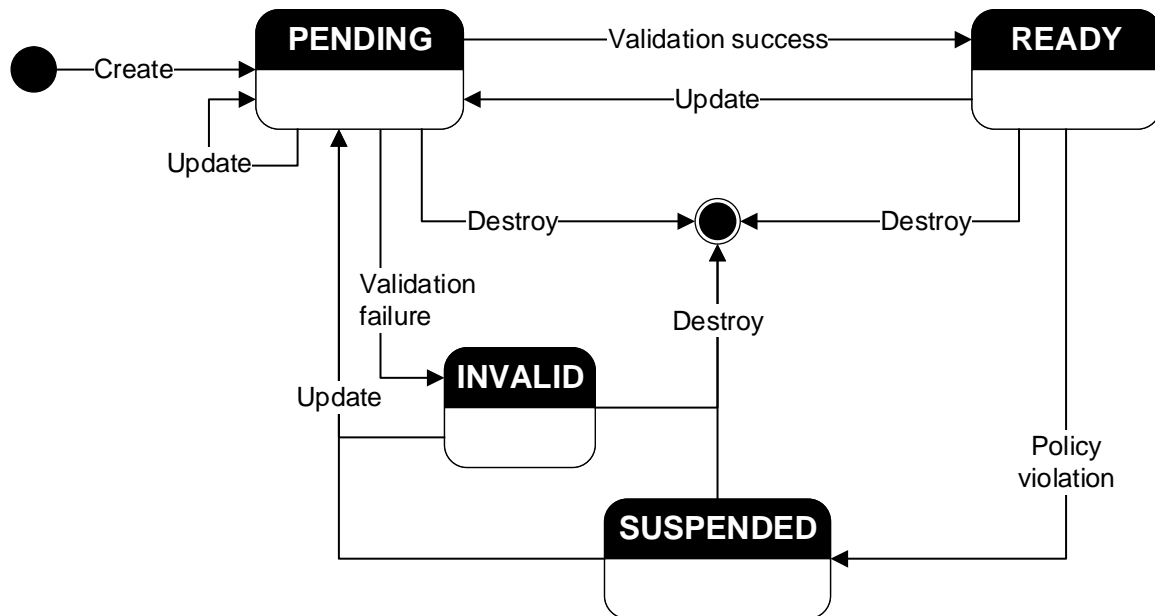 PENDING
Validation success
READY
Create
Update
Update
Destroy
Destroy
Validation
failure
Destroy
INVALID
Update
Policy
violation
SUSPENDED